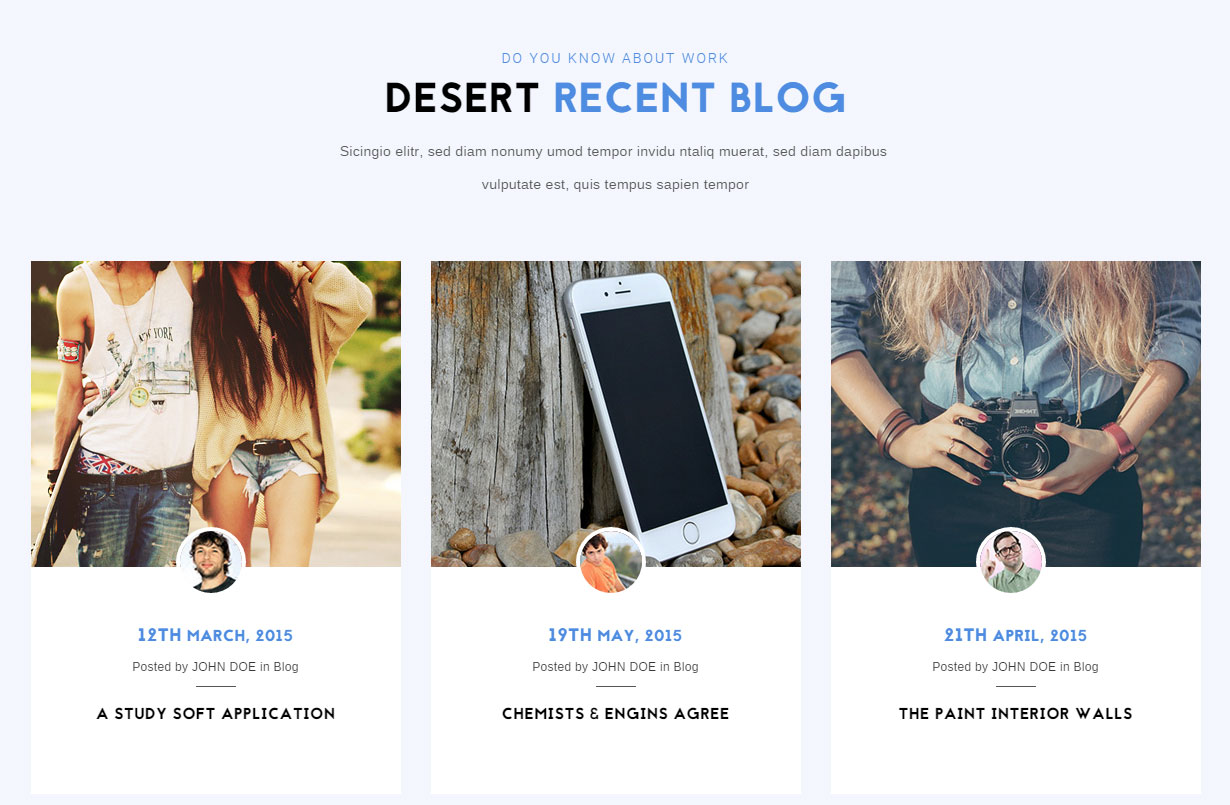 DO YOU KNOW ABOUT WORK
DESERT RECENT BLOG
Sicingio elitr, sed diam nonumy umod tempor invidu ntaliq muerat, sed diam dapibus
vulputate est, quis tempus sapien tempor
NEW YORK
ЗЕНИТ
12TH MARCH, 2015
Posted by JOHN DOE in Blog
A STUDY SOFT APPLICATION
19TH MAY, 2015
Posted by JOHN DOE in Blog
CHEMISTS & ENGINS AGREE
21TH APRIL, 2015
Posted by JOHN DOE in Blog
THE PAINT INTERIOR WALLS